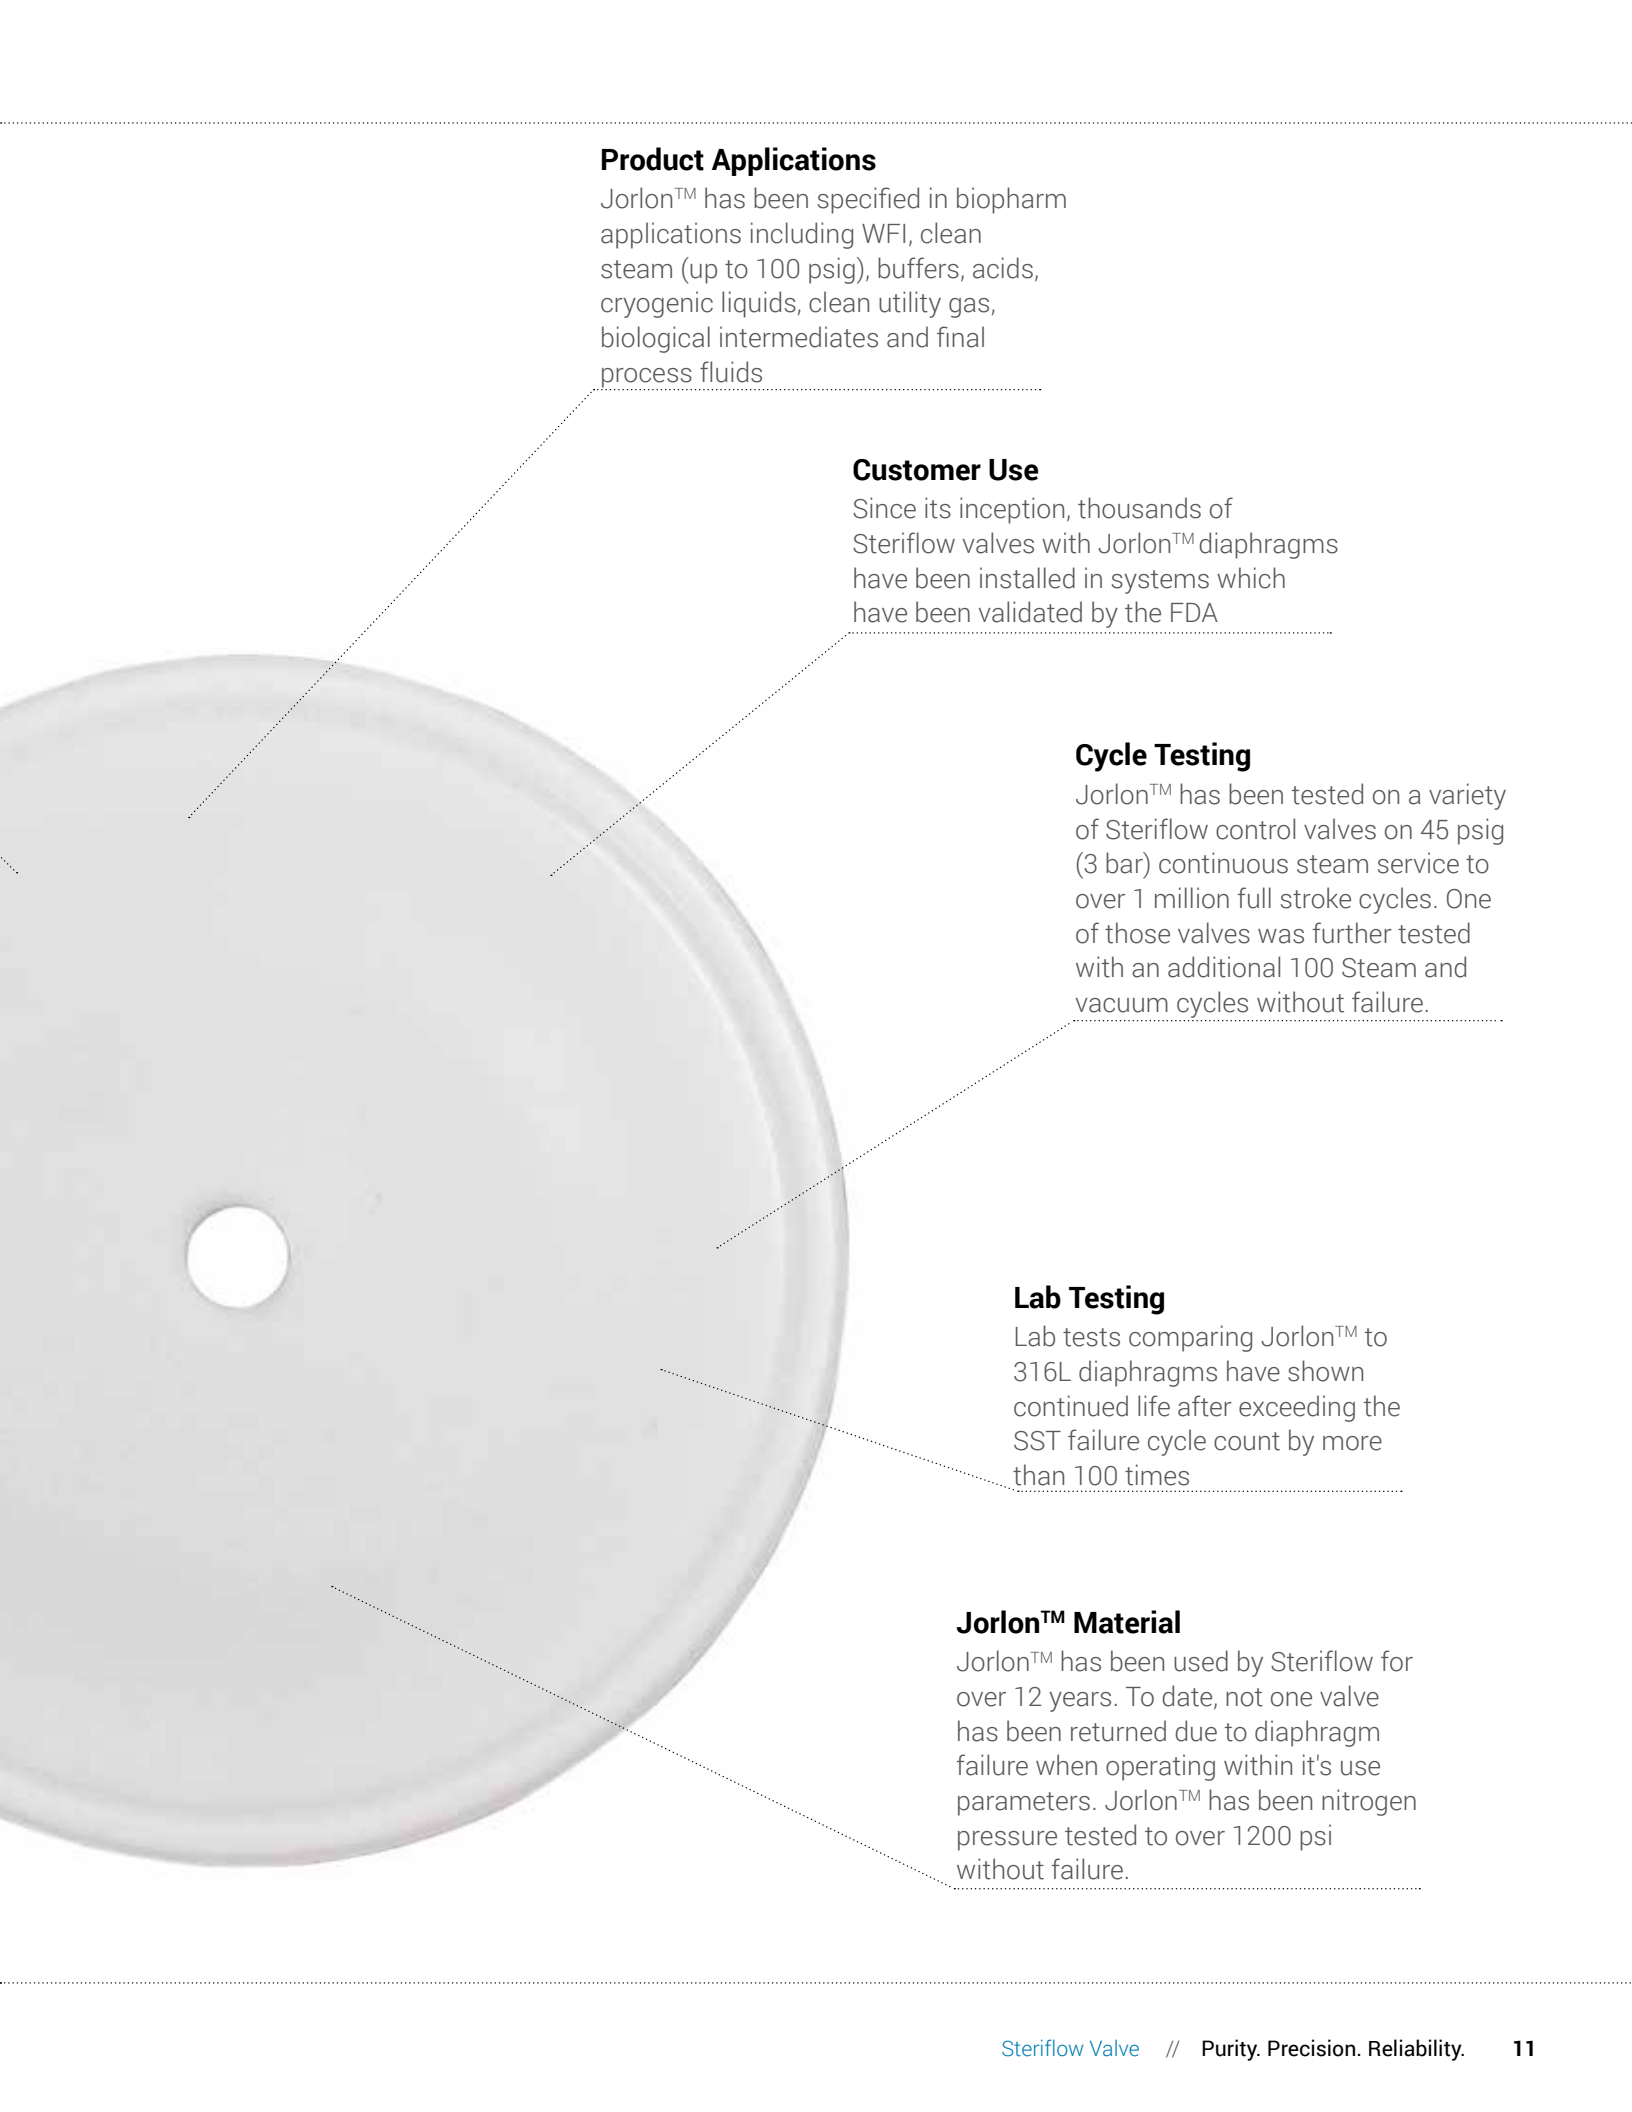 Product Applications
Jorlon™ has been specified in biopharm
applications including WFI, clean
steam (up to 100 psig), buffers, acids,
cryogenic liquids, clean utility gas,
biological intermediates and final
process fluids
Customer Use
Since its inception, thousands of
Steriflow valves with Jorlon™ diaphragms
have been installed in systems which
have been validated by the FDA
Cycle Testing
Jorlon™ has been tested on a variety
of Steriflow control valves on 45 psig
(3 bar) continuous steam service to
over 1 million full stroke cycles. One
of those valves was further tested
with an additional 100 Steam and
vacuum cycles without failure.
Lab Testing
Lab tests comparing Jorlon™ to
316L diaphragms have shown
continued life after exceeding the
SST failure cycle count by more
than 100 times
Jorlon™ Material
Jorlon™ has been used by Steriflow for
over 12 years. To date, not one valve
has been returned due to diaphragm
failure when operating within it's use
parameters. Jorlon™ has been nitrogen
pressure tested to over 1200 psi
without failure.
Steriflow Valve // Purity. Precision. Reliability. 11